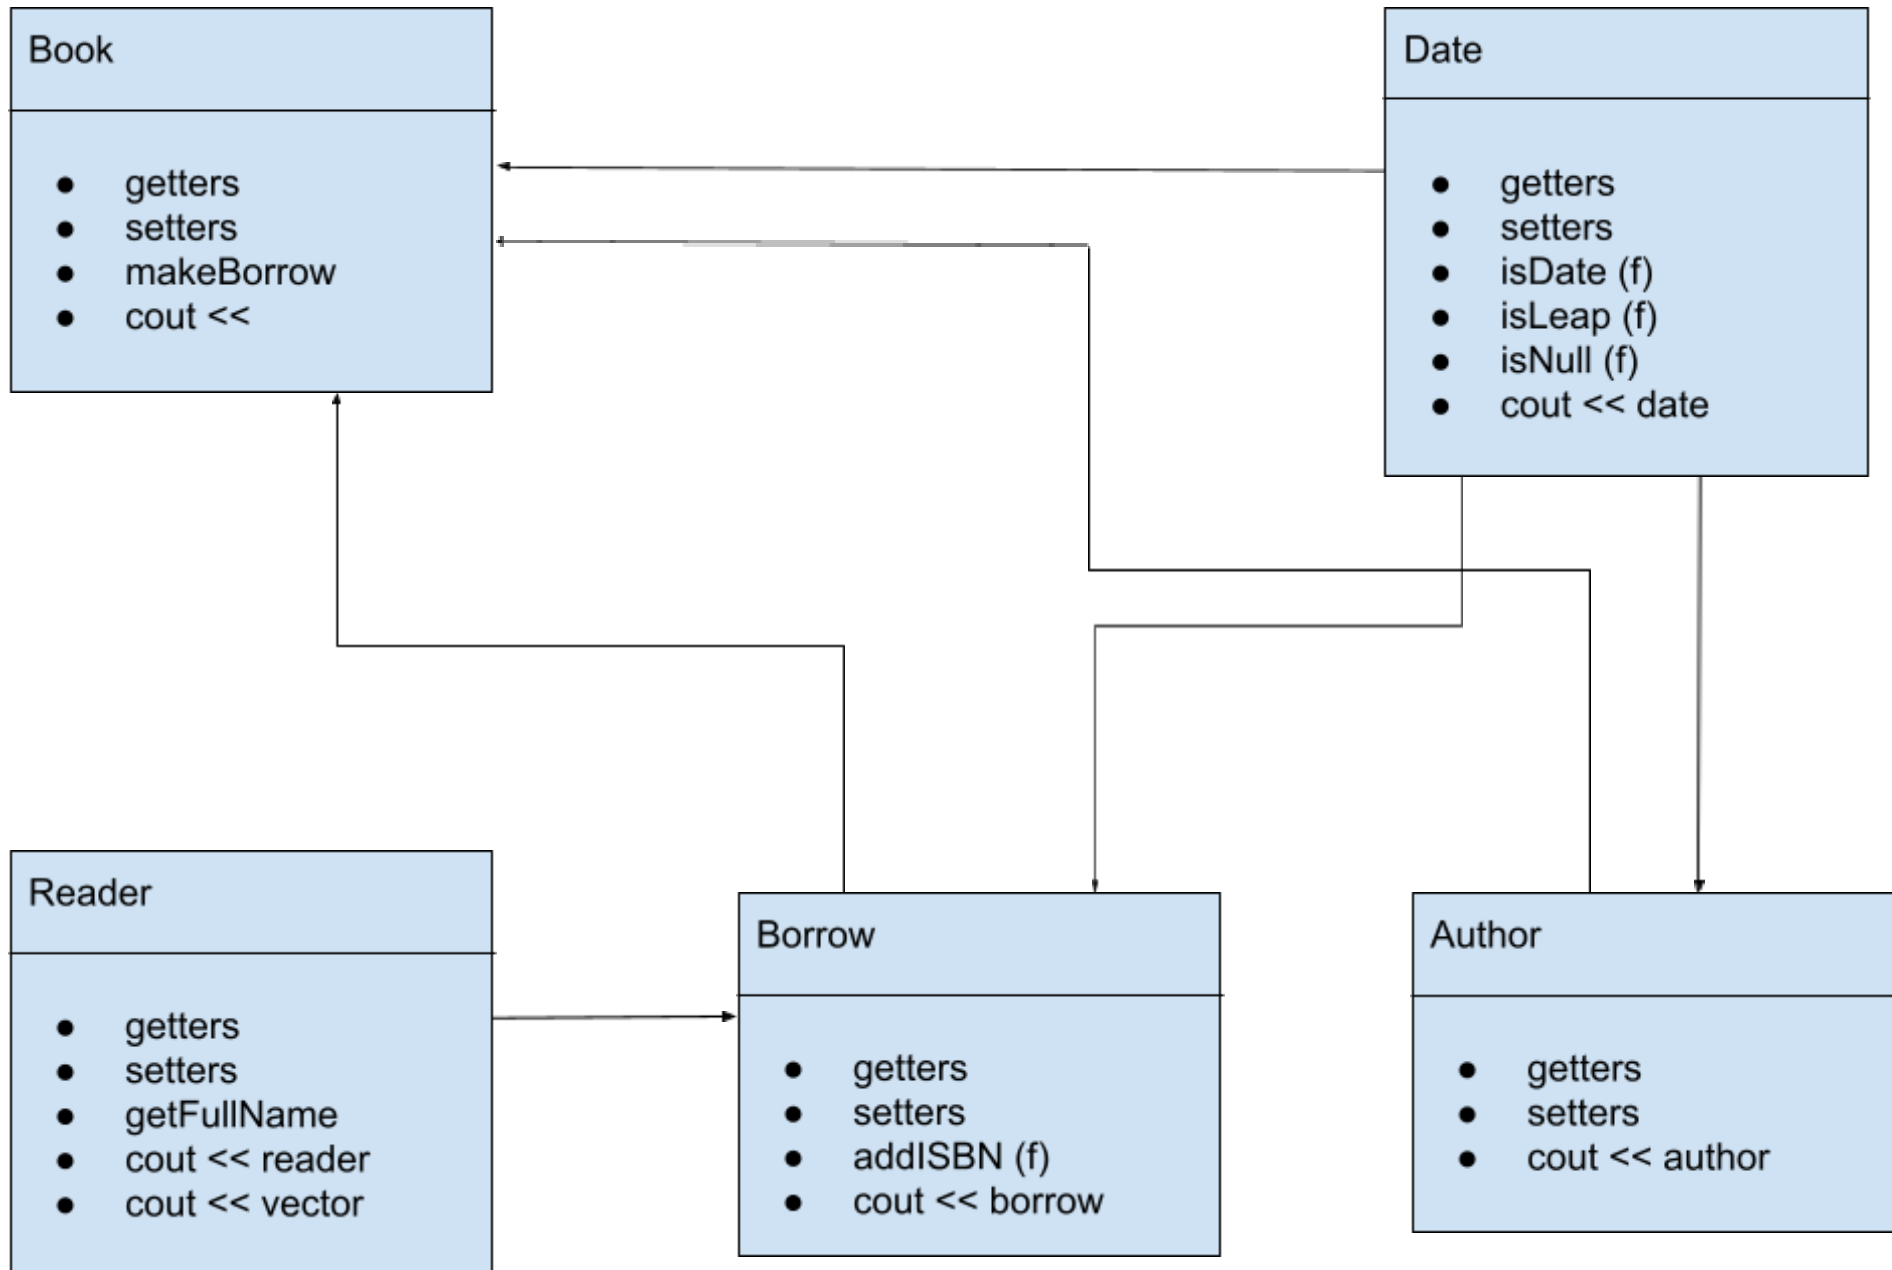 Book
● getters
● setters
● makeBorrow
● cout <<
Date
● getters
● setters
● isDate (f)
● isLeap (f)
● isNull (f)
● cout << date
Reader
● getters
● setters
● getFullName
● cout << reader
● cout << vector
Borrow
● getters
● setters
● addISBN (f)
● cout << borrow
Author
● getters
● setters
● cout << author